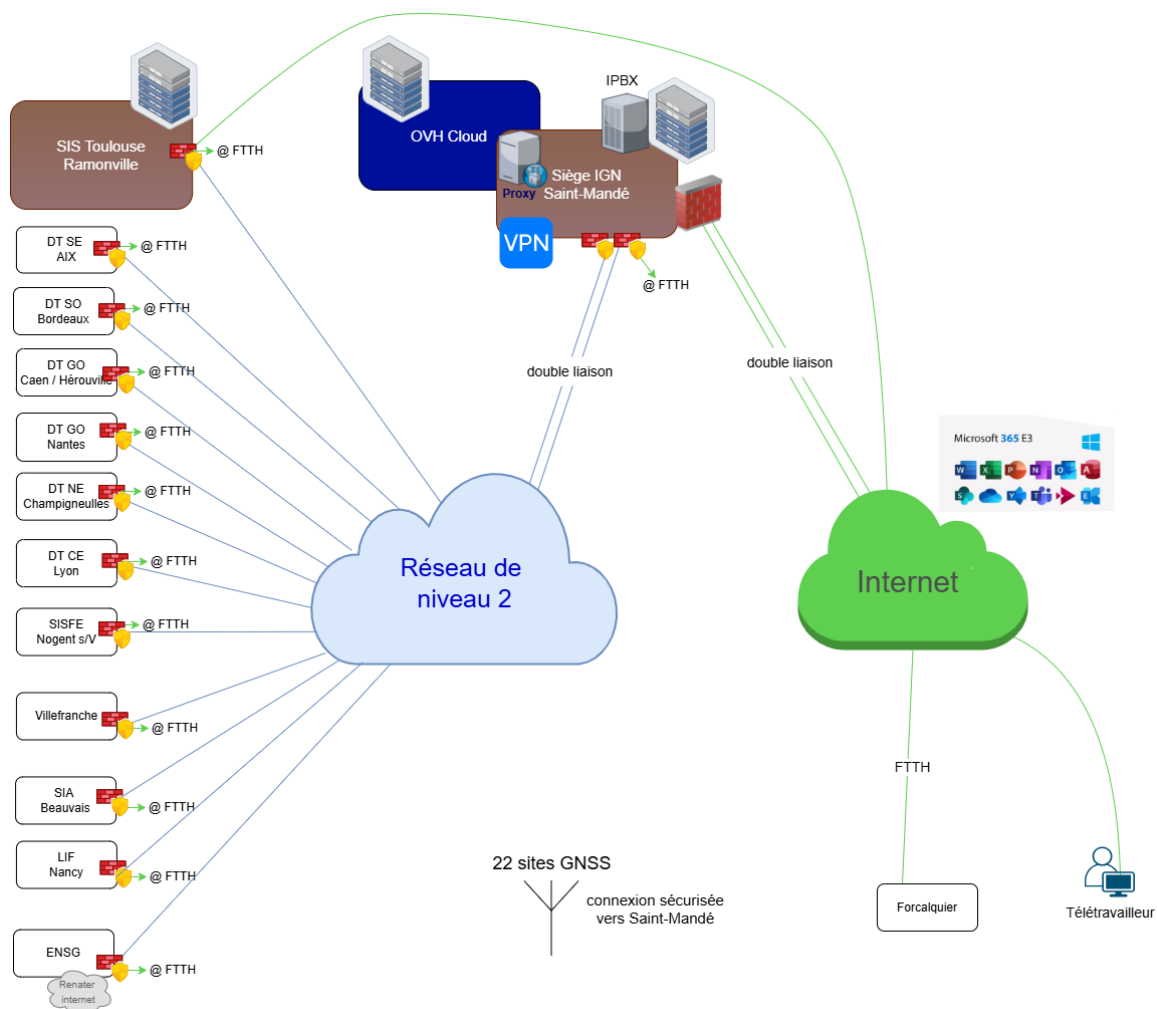 IPBX
OVH Cloud
SIS Toulouse
Ramonville
@ FTTH
Proxy
Siège IGN
Saint-Mandé
VPN
@ FTTH
DT SE
AIX
@ FTTH
DT SO
Bordeaux
@ FTTH
DT GO
Caen / Hérouville
@ FTTH
DT GO
Nantes
@ FTTH
DT NE
Champigneulles
@ FTTH
DT CE
Lyon
@ FTTH
SISFE
Nogent s/V
@ FTTH
Villefranche
@ FTTH
SIA
Beauvais
@ FTTH
LIF
Nancy
@ FTTH
ENSG
@ FTTH
Renater
internet
double liaison
double liaison
Réseau de
niveau 2
Microsoft 365 E3
W
X
P
N
O
A
S
V
T
E
Internet
FTTH
22 sites GNSS
connexion sécurisée
vers Saint-Mandé
Forcalquier
Télétravailleur